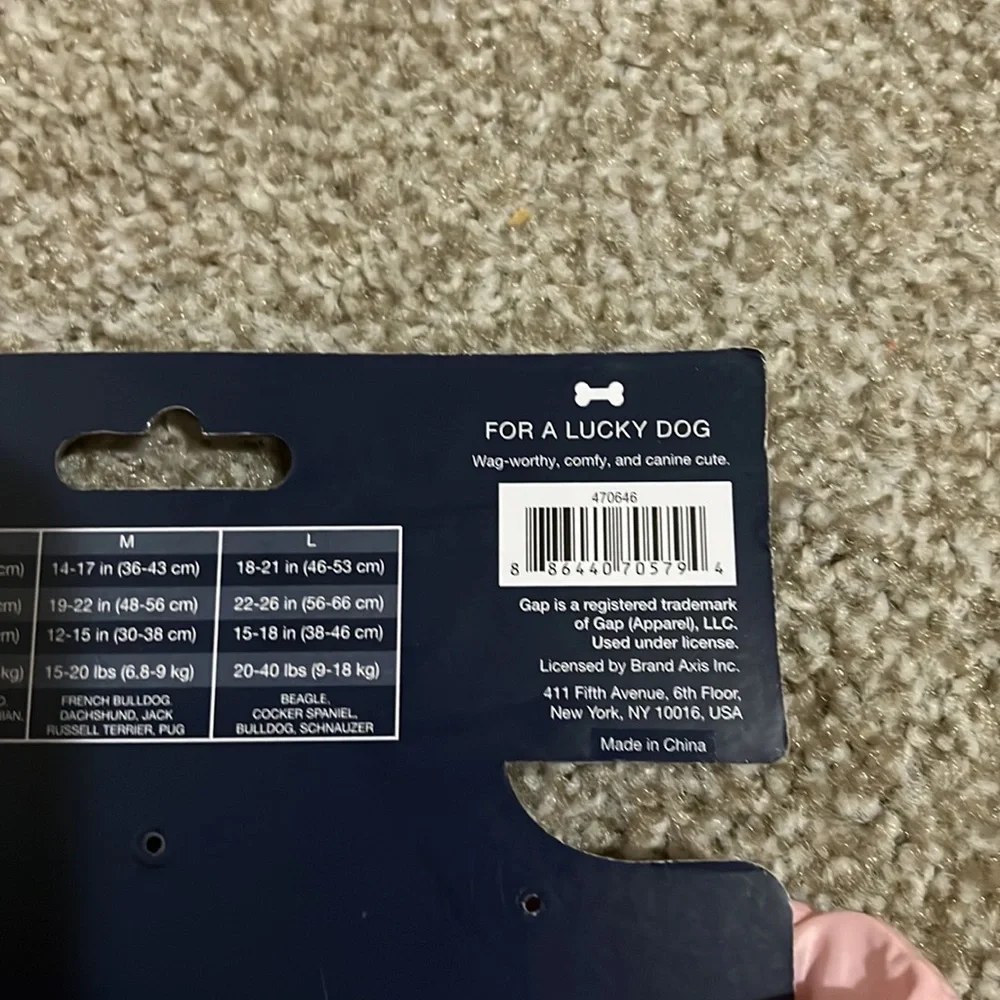 FOR A LUCKY DOG
Wag-worthy, comfy, and canine cute.
470646
8 86440 70579 4
Gap is a registered trademark
of Gap (Apparel), LLC.
Used under license.
Licensed by Brand Axis Inc.
411 Fifth Avenue, 6th Floor,
New York, NY 10016, USA
Made in China
M L
cm) 14-17 in (36-43 cm) 18-21 in (46-53 cm)
cm) 19-22 in (48-56 cm) 22-26 in (56-66 cm)
cm) 12-15 in (30-38 cm) 15-18 in (38-46 cm)
kg) 15-20 lbs (6.8-9 kg) 20-40 lbs (9-18 kg)
FRENCH BULLDOG, BEAGLE,
DACHSHUND, JACK COCKER SPANIEL,
RUSSELL TERRIER, PUG BULLDOG, SCHNAUZER